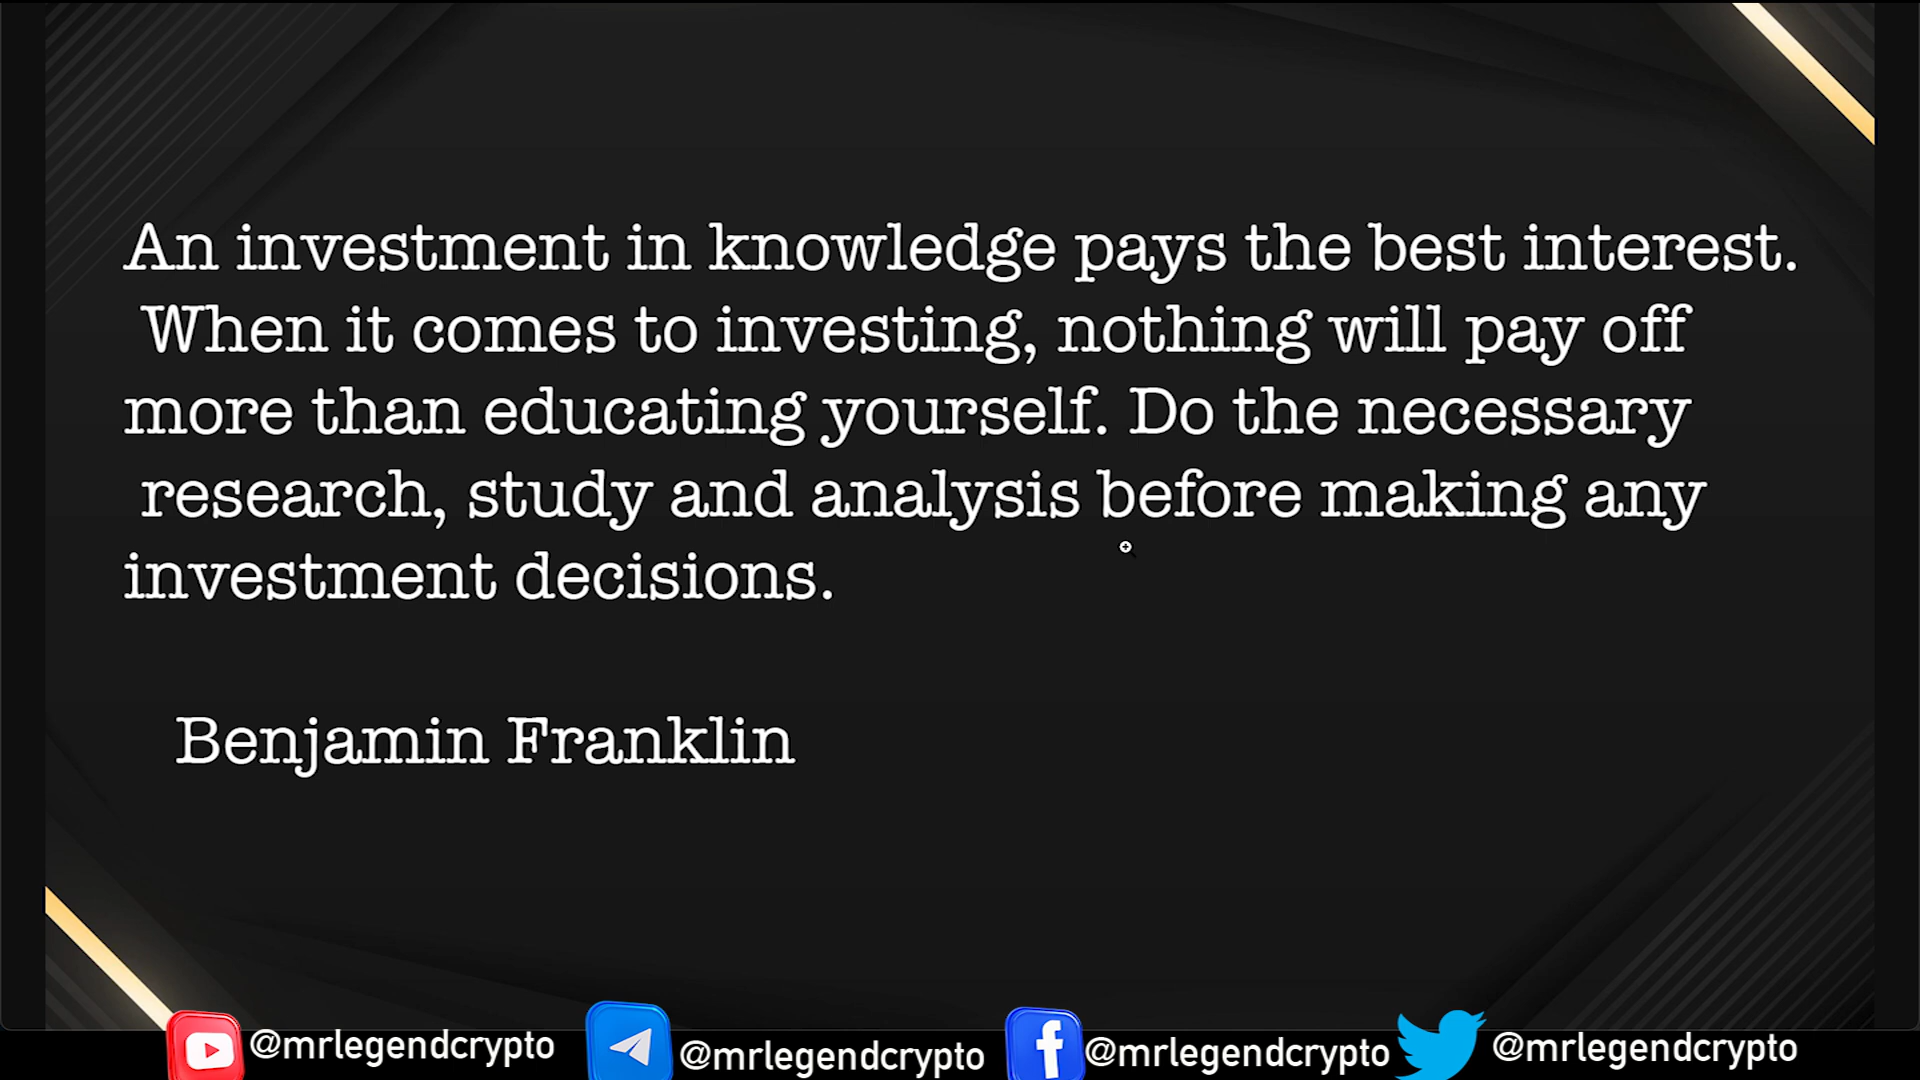 An investment in knowledge pays the best interest.
When it comes to investing, nothing will pay off
more than educating yourself. Do the necessary
research, study and analysis before making any
investment decisions.
Benjamin Franklin
@mrlegendcrypto @mrlegendcrypto @mrlegendcrypto @mrlegendcrypto